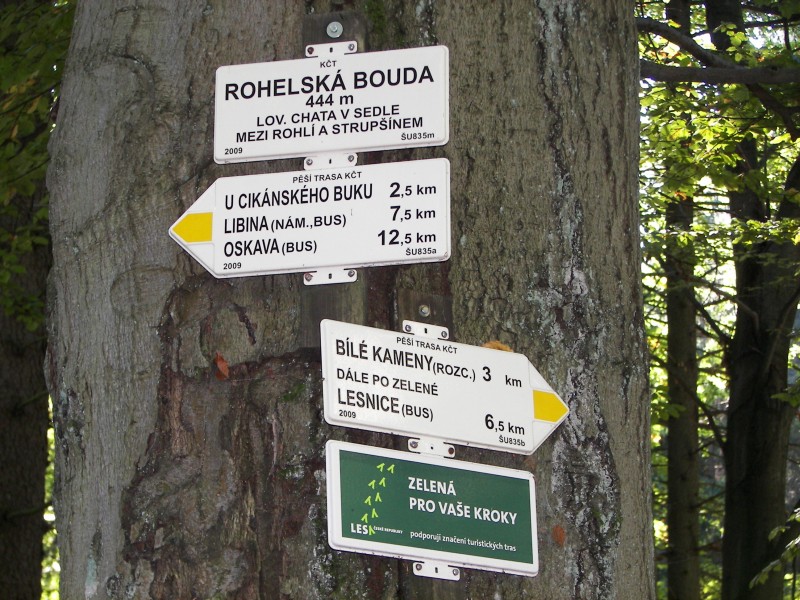 KČT
ROHELSKÁ BOUDA
444 m
LOV. CHATA V SEDLE
MEZI ROHLÍ A STRUPŠÍNEM
2009 ŠU835m
PĚŠÍ TRASA KČT
U CIKÁNSKÉHO BUKU 2,5 km
LIBINA (NÁM.,BUS) 7,5 km
OSKAVA (BUS) 12,5 km
2009 ŠU835a
PĚŠÍ TRASA KČT
BÍLÉ KAMENY (ROZC.) 3 km
DÁLE PO ZELENÉ
LESNICE (BUS) 6,5 km
2009 ŠU835b
ZELENÁ
PRO VAŠE KROKY
LESY ČESKÉ REPUBLIKY
podporují značení turistických tras